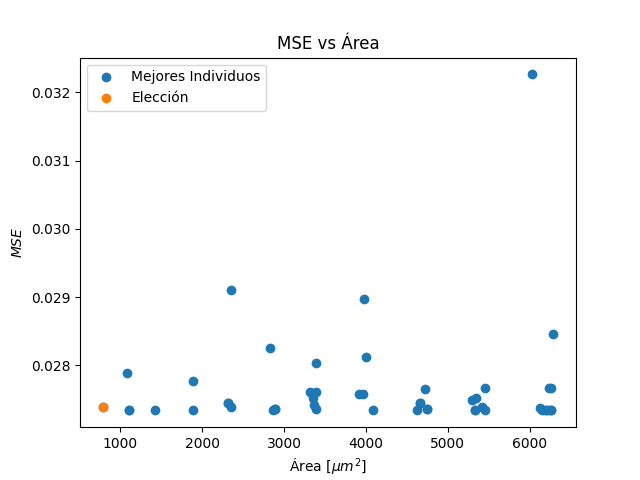 MSE vs Área
Mejores Individuos
Elección
0.032
0.031
0.030
0.029
0.028
MSE
1000 2000 3000 4000 5000 6000
Área [μm²]